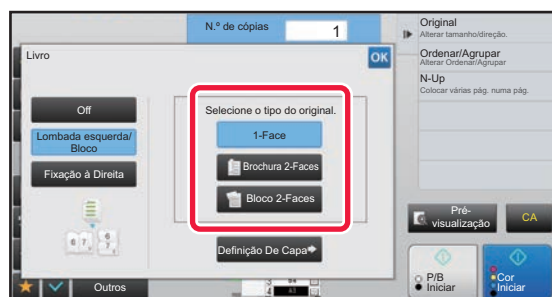 N.º de cópias
1
Original
Alterar tamanho/direção.
Ordenar/Agrupar
Alterar Ordenar/Agrupar
N-Up
Colocar várias pág. numa pág.
Livro
OK
Off
Lombada esquerda/
Bloco
Fixação à Direita
Selecione o tipo do original.
1-Face
Brochura 2-Faces
Bloco 2-Faces
Definição De Capa
Pré-
visualização
CA
P/B
Iniciar
Cor
Iniciar
Outros